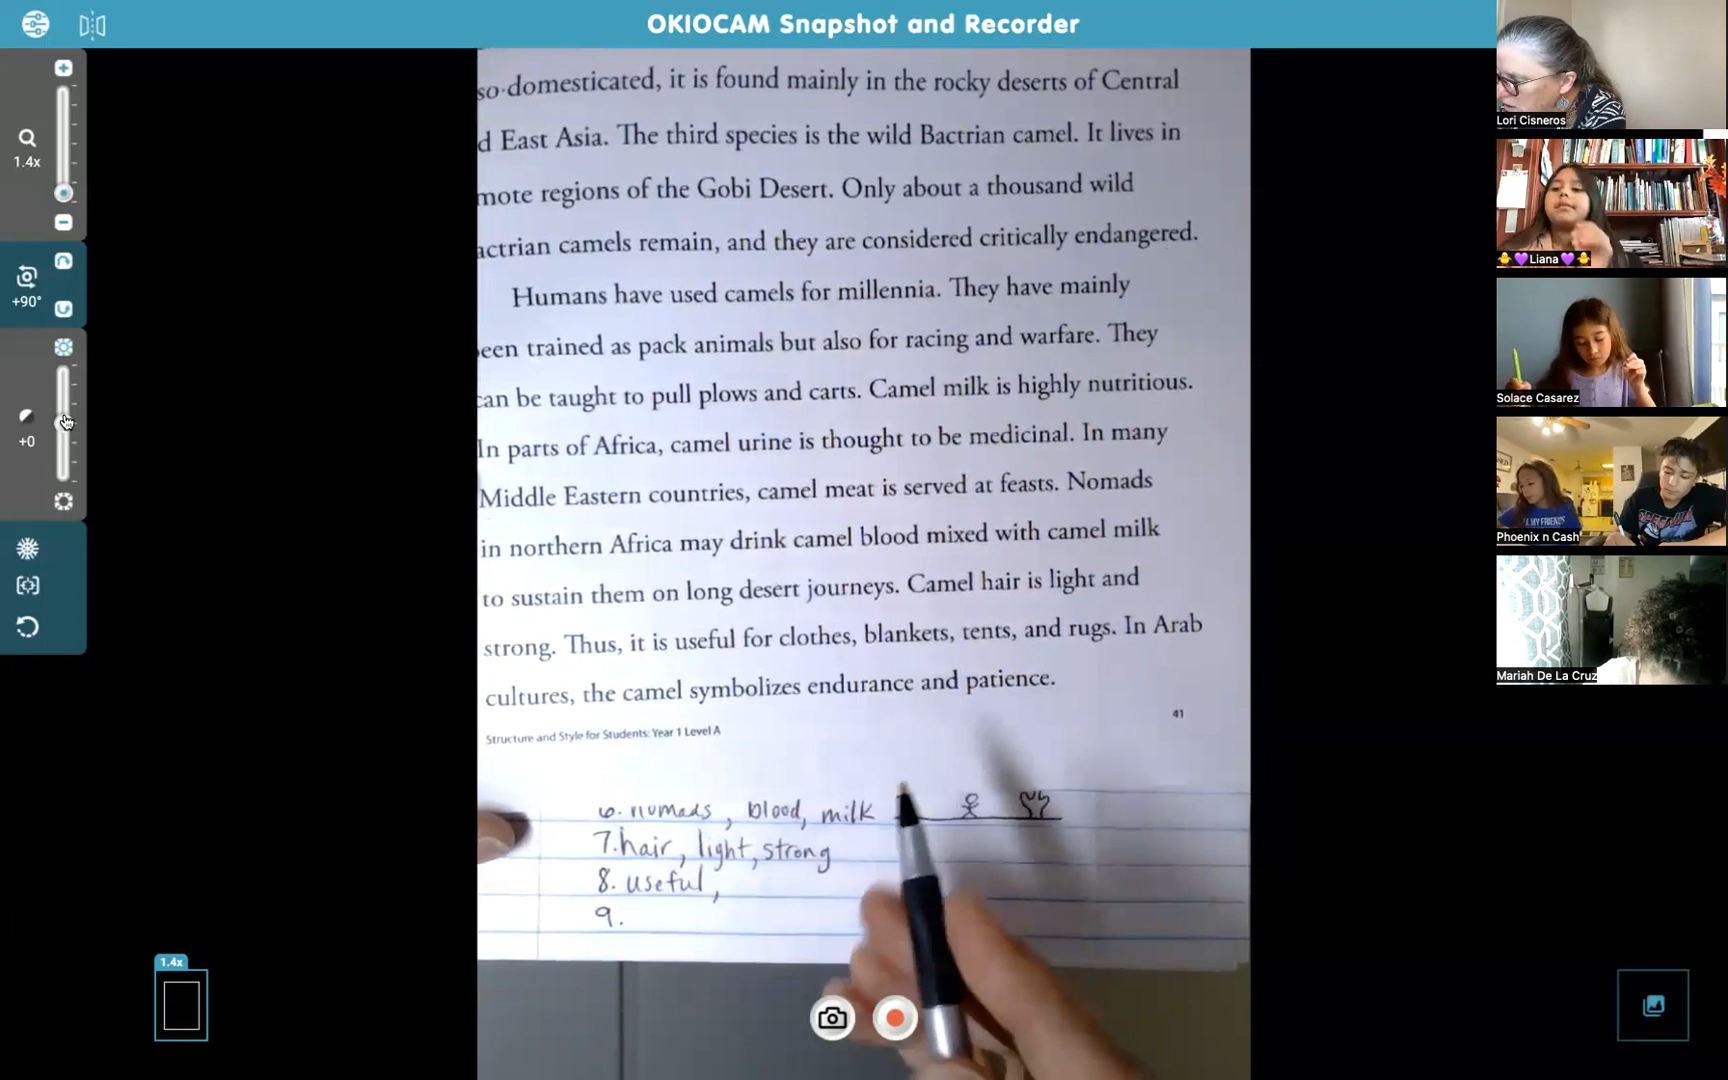 OKIOCAM Snapshot and Recorder
1.4x
+90°
+0
1.4x
so domesticated, it is found mainly in the rocky deserts of Central
d East Asia. The third species is the wild Bactrian camel. It lives in
mote regions of the Gobi Desert. Only about a thousand wild
actrian camels remain, and they are considered critically endangered.
Humans have used camels for millennia. They have mainly
een trained as pack animals but also for racing and warfare. They
can be taught to pull plows and carts. Camel milk is highly nutritious.
In parts of Africa, camel urine is thought to be medicinal. In many
Middle Eastern countries, camel meat is served at feasts. Nomads
in northern Africa may drink camel blood mixed with camel milk
to sustain them on long desert journeys. Camel hair is light and
strong. Thus, it is useful for clothes, blankets, tents, and rugs. In Arab
cultures, the camel symbolizes endurance and patience.
41
Structure and Style for Students: Year 1 Level A
6. nomads, blood, milk
7. hair, light, strong
8. useful,
9.
Lori Cisneros
Liana
Solace Casarez
MY FRIENDS
Phoenix n Cash
Mariah De La Cruz